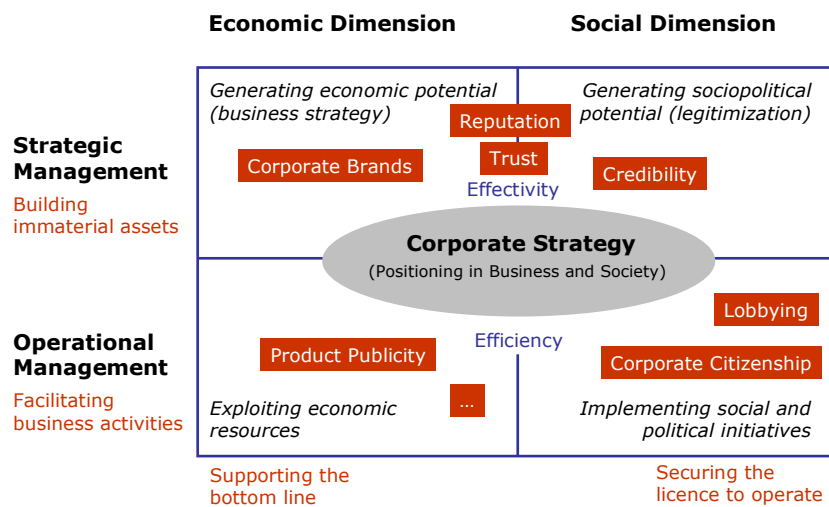 Economic Dimension
Social Dimension
Generating economic potential
(business strategy)
Generating sociopolitical
potential (legitimization)
Reputation
Strategic
Management
Corporate Brands
Trust
Credibility
Effectivity
Building
immaterial assets
Corporate Strategy
(Positioning in Business and Society)
Lobbying
Operational
Management
Efficiency
Product Publicity
Corporate Citizenship
Facilitating
business activities
...
Exploiting economic
resources
Implementing social and
political initiatives
Supporting the
bottom line
Securing the
licence to operate